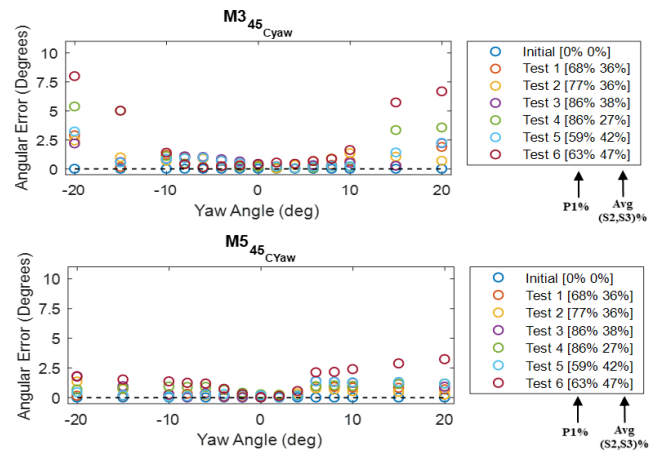 M3 45 Cyaw
Angular Error (Degrees)
10
7.5
5
2.5
0
-20 -10 0 10 20
Yaw Angle (deg)
Initial [0% 0%]
Test 1 [68% 36%]
Test 2 [77% 36%]
Test 3 [86% 38%]
Test 4 [86% 27%]
Test 5 [59% 42%]
Test 6 [63% 47%]
P1%
Avg
(S2,S3)%
M5 45 CYaw
Angular Error (Degrees)
10
7.5
5
2.5
0
-20 -10 0 10 20
Yaw Angle (deg)
Initial [0% 0%]
Test 1 [68% 36%]
Test 2 [77% 36%]
Test 3 [86% 38%]
Test 4 [86% 27%]
Test 5 [59% 42%]
Test 6 [63% 47%]
P1%
Avg
(S2,S3)%